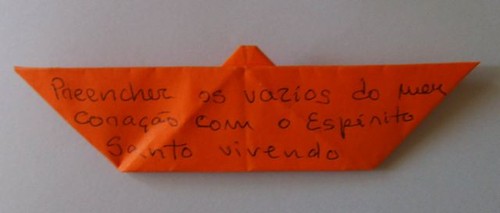 Preencher os vazios do meu
coração com o Espírito
Santo vivendo